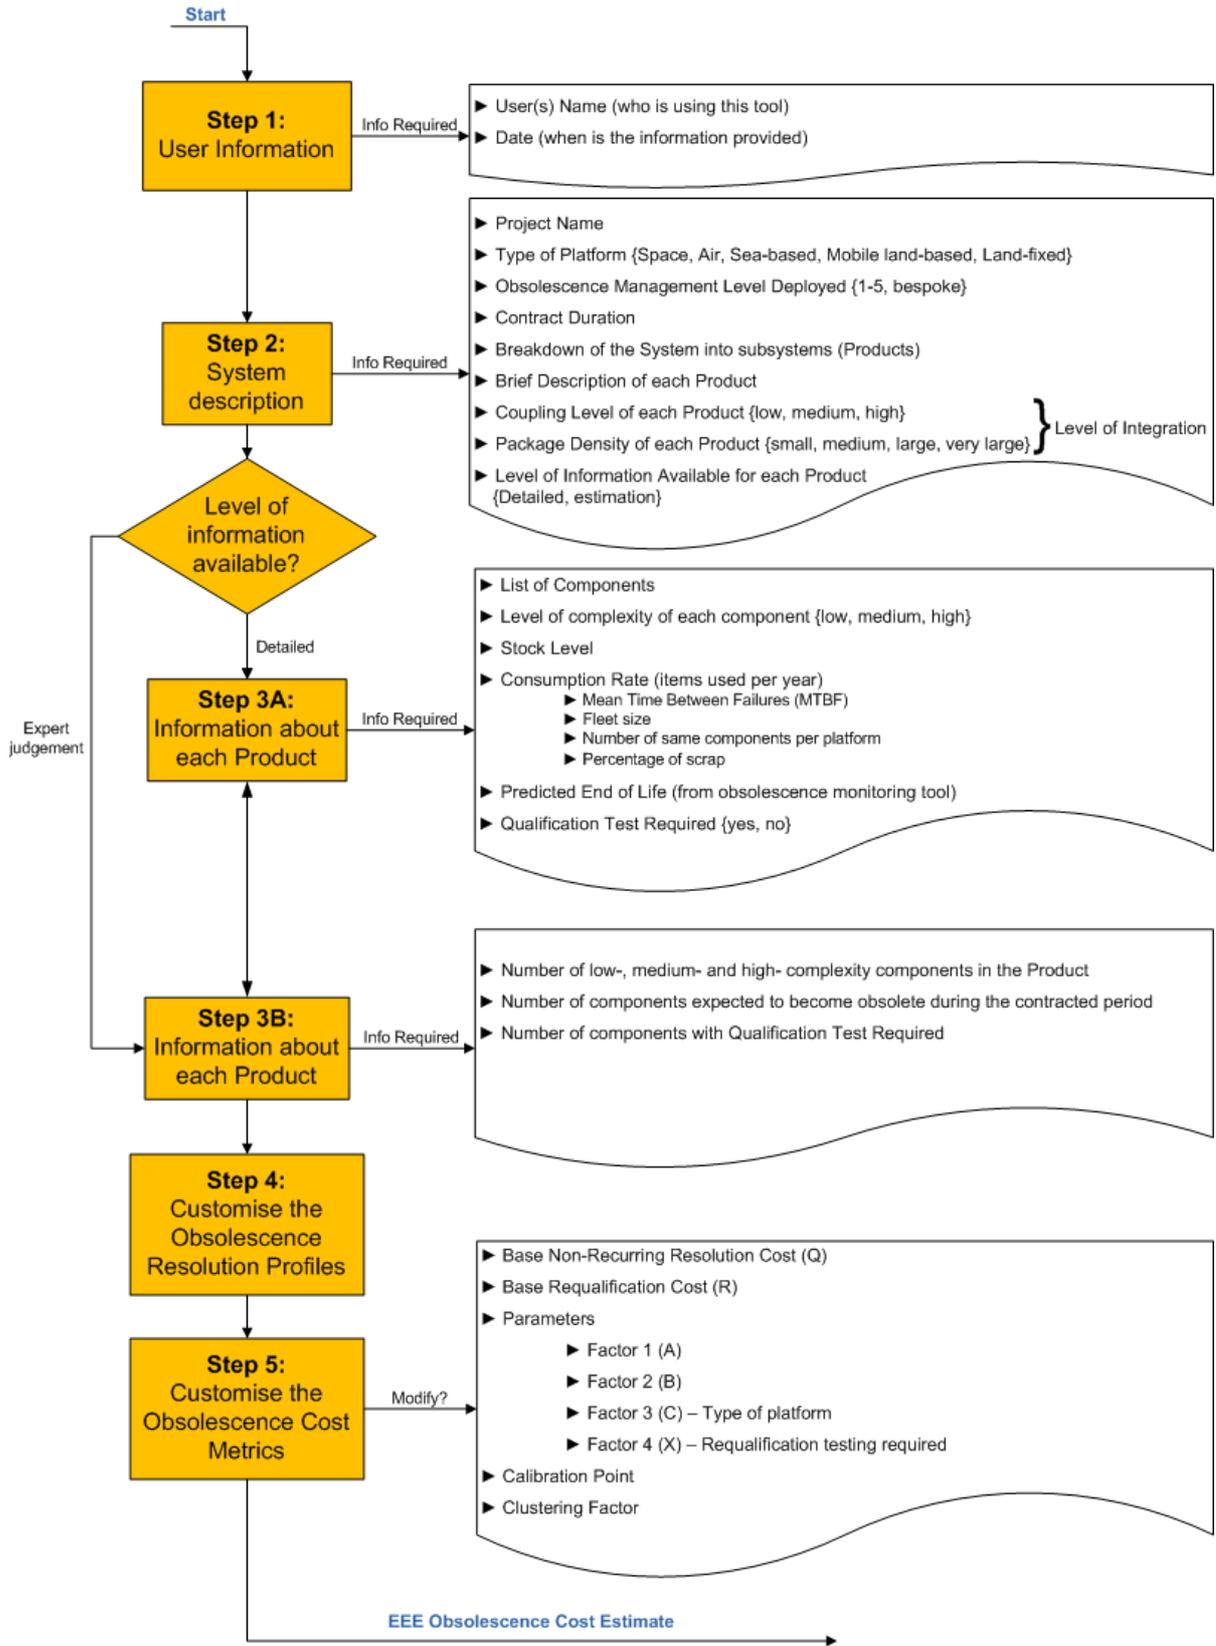 Start
Step 1:
User Information
Info Required
► User(s) Name (who is using this tool)
► Date (when is the information provided)
Step 2:
System
description
Info Required
► Project Name
► Type of Platform {Space, Air, Sea-based, Mobile land-based, Land-fixed}
► Obsolescence Management Level Deployed {1-5, bespoke}
► Contract Duration
► Breakdown of the System into subsystems (Products)
► Brief Description of each Product
► Coupling Level of each Product {low, medium, high}
► Package Density of each Product {small, medium, large, very large}
} Level of Integration
► Level of Information Available for each Product
{Detailed, estimation}
Level of
information
available?
Detailed
Expert
judgement
Step 3A:
Information about
each Product
Info Required
► List of Components
► Level of complexity of each component {low, medium, high}
► Stock Level
► Consumption Rate (items used per year)
► Mean Time Between Failures (MTBF)
► Fleet size
► Number of same components per platform
► Percentage of scrap
► Predicted End of Life (from obsolescence monitoring tool)
► Qualification Test Required {yes, no}
Step 3B:
Information about
each Product
Info Required
► Number of low-, medium- and high- complexity components in the Product
► Number of components expected to become obsolete during the contracted period
► Number of components with Qualification Test Required
Step 4:
Customise the
Obsolescence
Resolution Profiles
Step 5:
Customise the
Obsolescence Cost
Metrics
Modify?
► Base Non-Recurring Resolution Cost (Q)
► Base Requalification Cost (R)
► Parameters
► Factor 1 (A)
► Factor 2 (B)
► Factor 3 (C) – Type of platform
► Factor 4 (X) – Requalification testing required
► Calibration Point
► Clustering Factor
EEE Obsolescence Cost Estimate